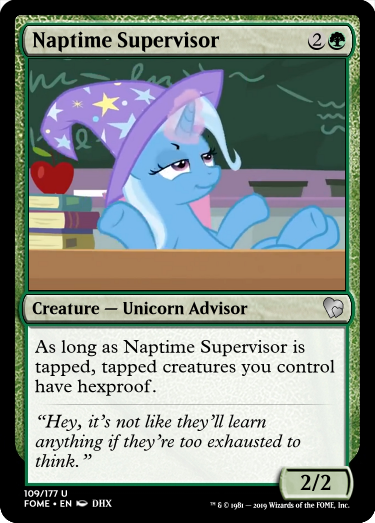 Naptime Supervisor 2
Creature — Unicorn Advisor
As long as Naptime Supervisor is
tapped, tapped creatures you control
have hexproof.
“Hey, it’s not like they’ll learn
anything if they’re too exhausted to
think.”
2/2
109/177 U
FOME • EN DHX
™ & © 1981 — 2019 Wizards of the FOME, Inc.